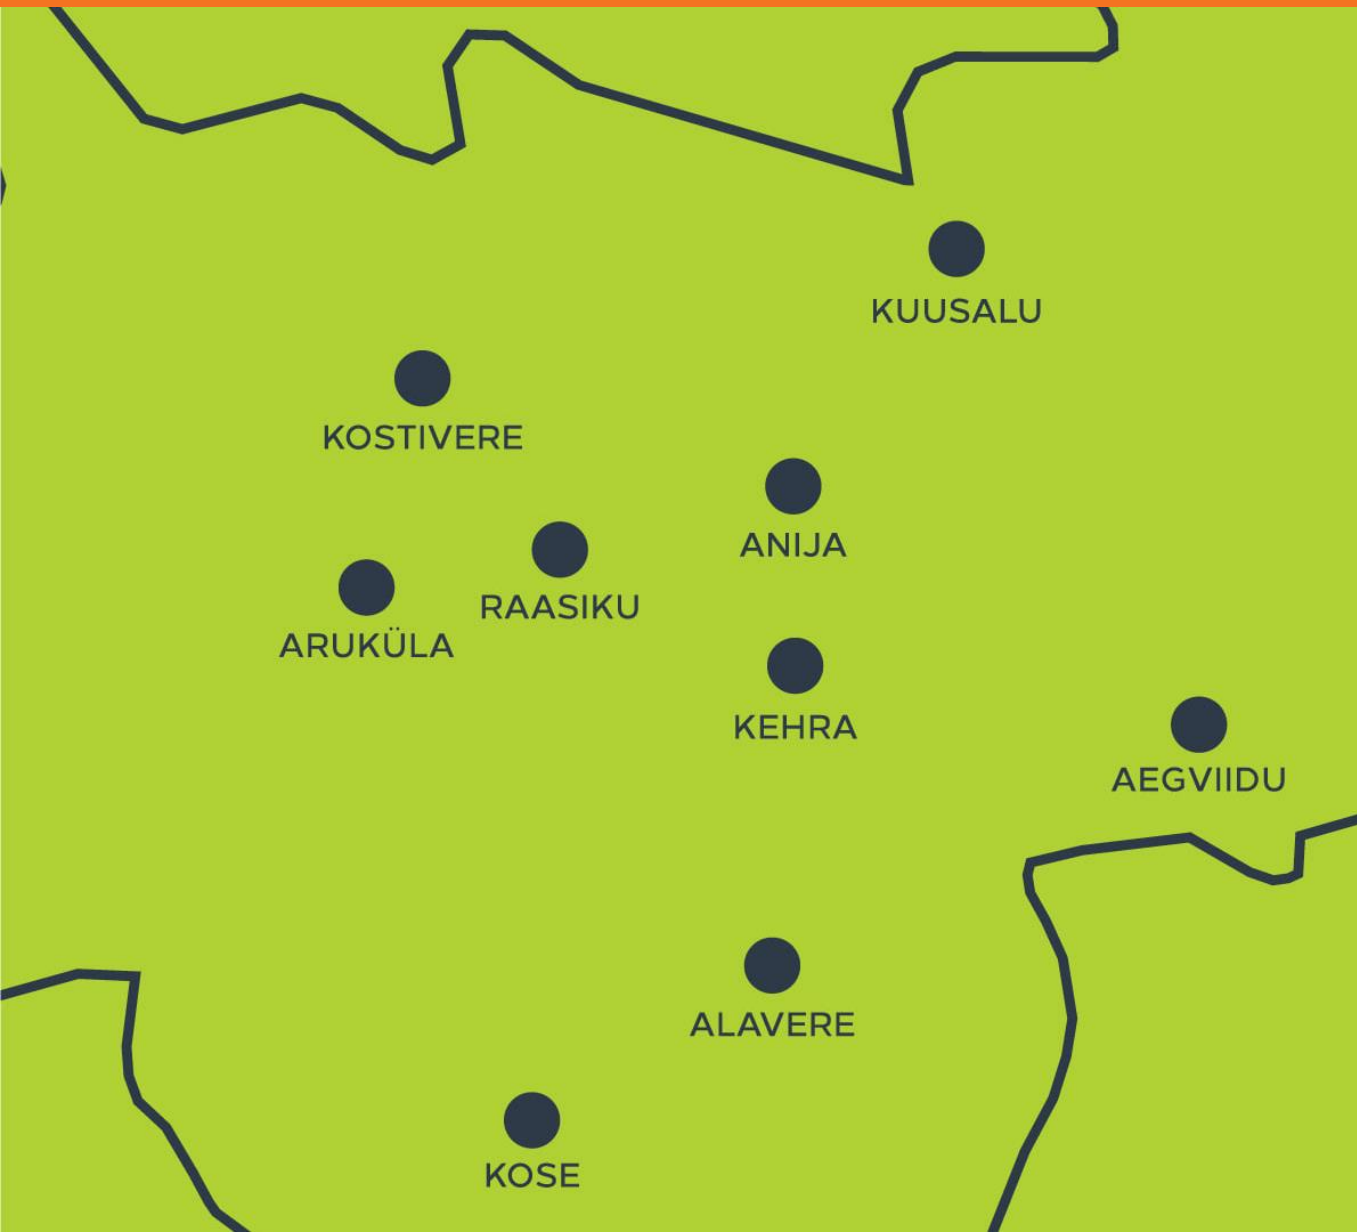 KUUSALU
KOSTIVERE
ANIJA
RAASIKU
ARUKÜLA
KEHRA
AEGVIIDU
ALAVERE
KOSE